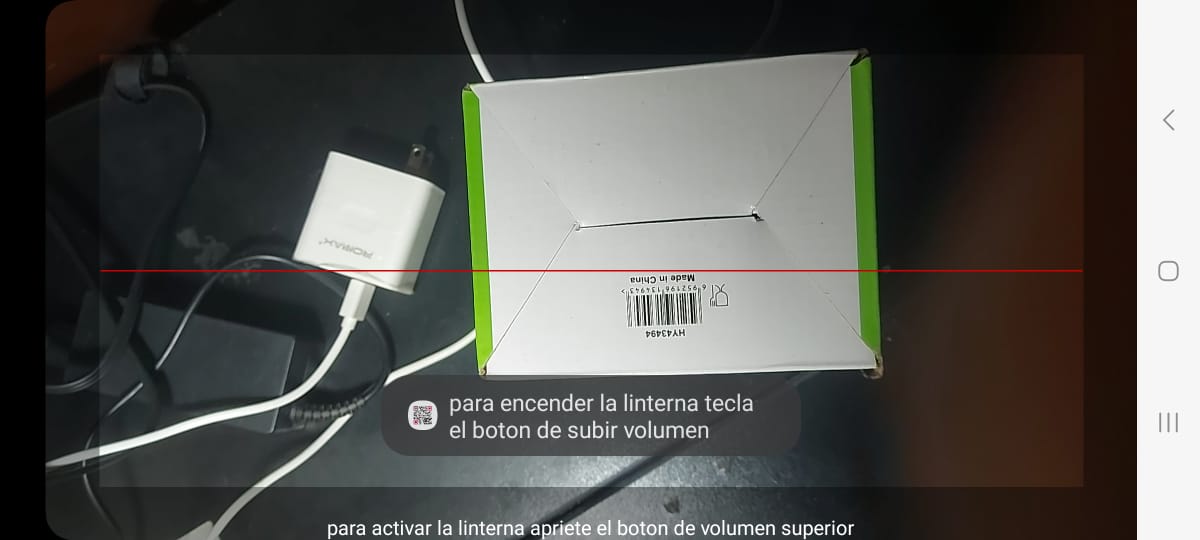 ROMAX
Made in China
6 952196 134943 >
HY43494
para encender la linterna tecla
el boton de subir volumen
para activar la linterna apriete el boton de volumen superior